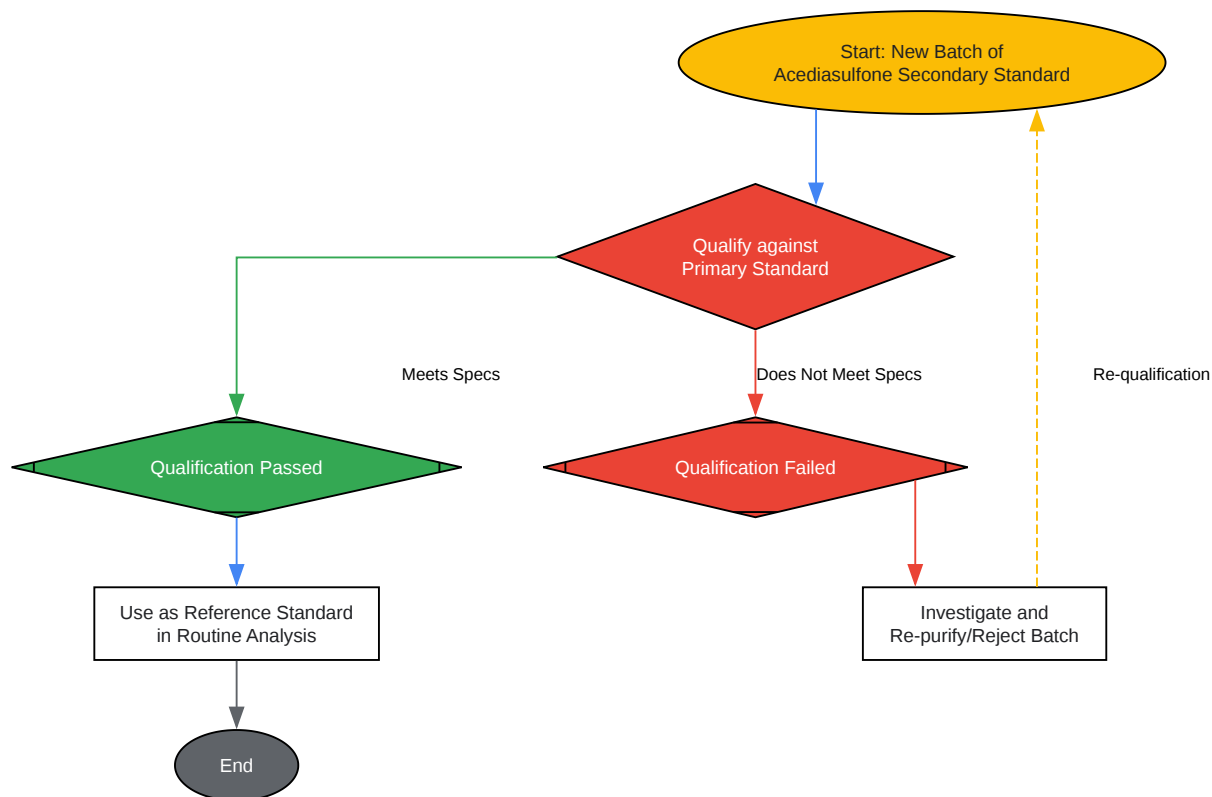 Start: New Batch of
Acediasulfone Secondary Standard
Qualify against
Primary Standard
Meets Specs
Does Not Meet Specs
Re-qualification
Qualification Passed
Qualification Failed
Use as Reference Standard
in Routine Analysis
Investigate and
Re-purify/Reject Batch
End